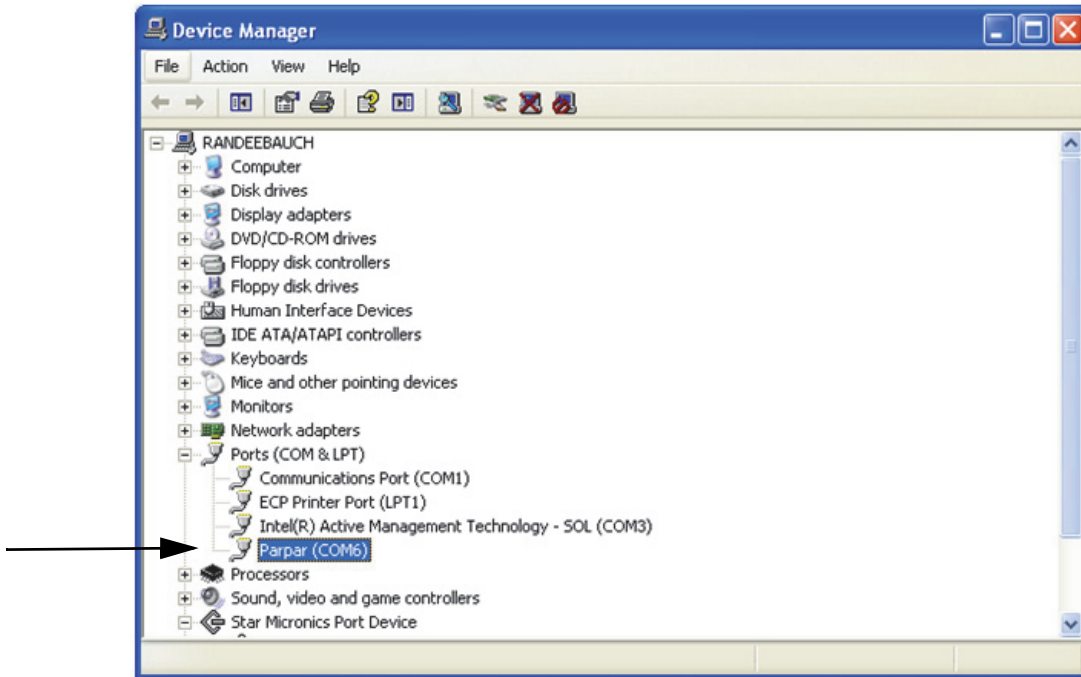 Device Manager
File Action View Help
RANDEEBAUCH
Computer
Disk drives
Display adapters
DVD/CD-ROM drives
Floppy disk controllers
Floppy disk drives
Human Interface Devices
IDE ATA/ATAPI controllers
Keyboards
Mice and other pointing devices
Monitors
Network adapters
Ports (COM & LPT)
Communications Port (COM1)
ECP Printer Port (LPT1)
Intel(R) Active Management Technology - SOL (COM3)
Parpar (COM6)
Processors
Sound, video and game controllers
Star Micronics Port Device